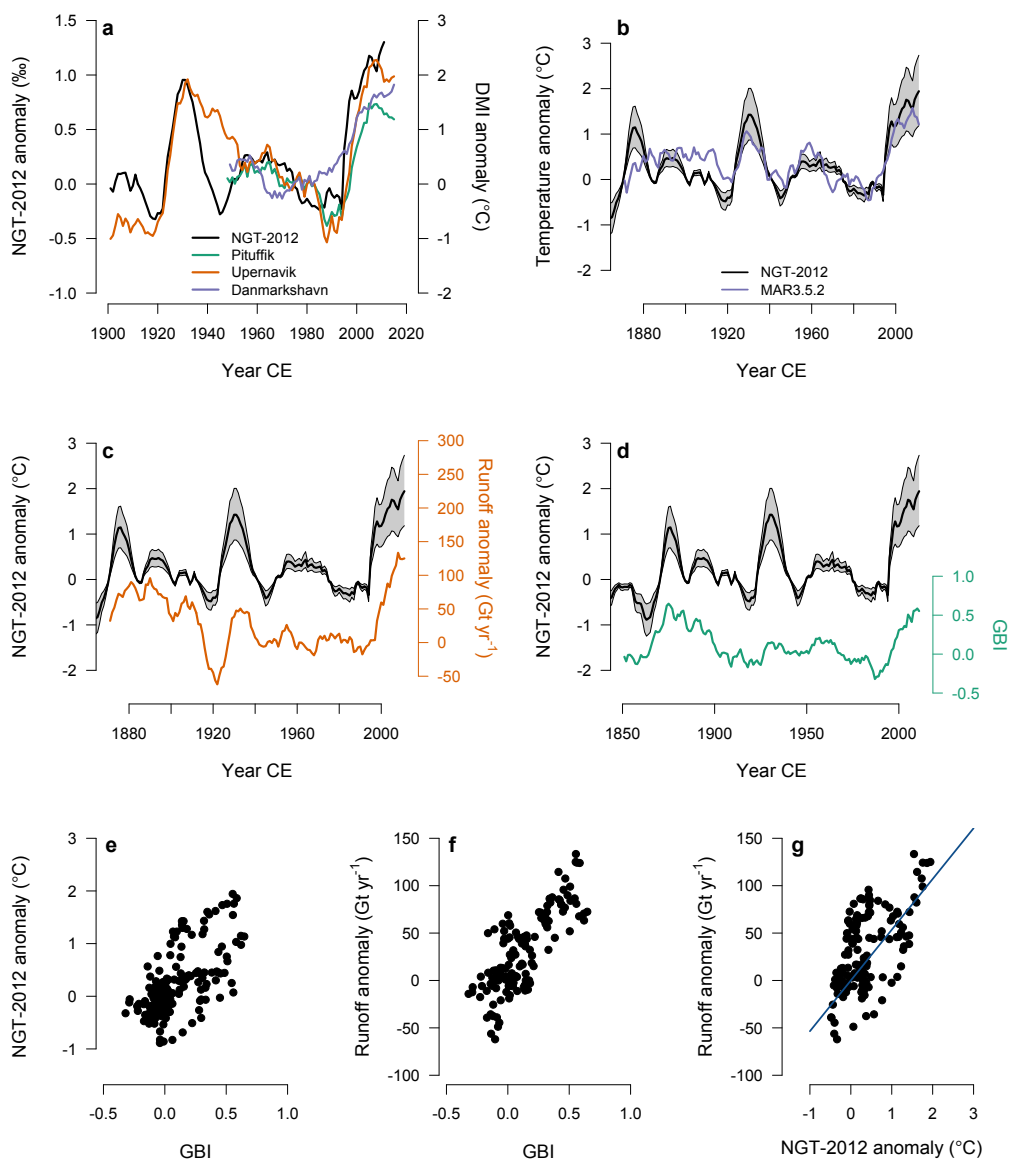 a
NGT-2012 anomaly (‰)
1.5
1.0
0.5
0.0
-0.5
-1.0
3
2
1
0
-1
-2
DMI anomaly (°C)
NGT-2012
Pituffik
Upernavik
Danmarkshavn
1900 1920 1940 1960 1980 2000 2020
Year CE
b
Temperature anomaly (°C)
3
2
1
0
-1
-2
NGT-2012
MAR3.5.2
1880 1920 1960 2000
Year CE
c
NGT-2012 anomaly (°C)
3
2
1
0
-1
-2
300
250
200
150
100
50
0
-50
Runoff anomaly (Gt yr⁻¹)
1880 1920 1960 2000
Year CE
d
NGT-2012 anomaly (°C)
3
2
1
0
-1
-2
1.0
0.5
0.0
-0.5
GBI
1850 1900 1950 2000
Year CE
e
NGT-2012 anomaly (°C)
3
2
1
0
-1
-0.5 0.0 0.5 1.0
GBI
f
Runoff anomaly (Gt yr⁻¹)
150
100
50
0
-50
-100
-0.5 0.0 0.5 1.0
GBI
g
Runoff anomaly (Gt yr⁻¹)
150
100
50
0
-50
-100
-1 0 1 2 3
NGT-2012 anomaly (°C)